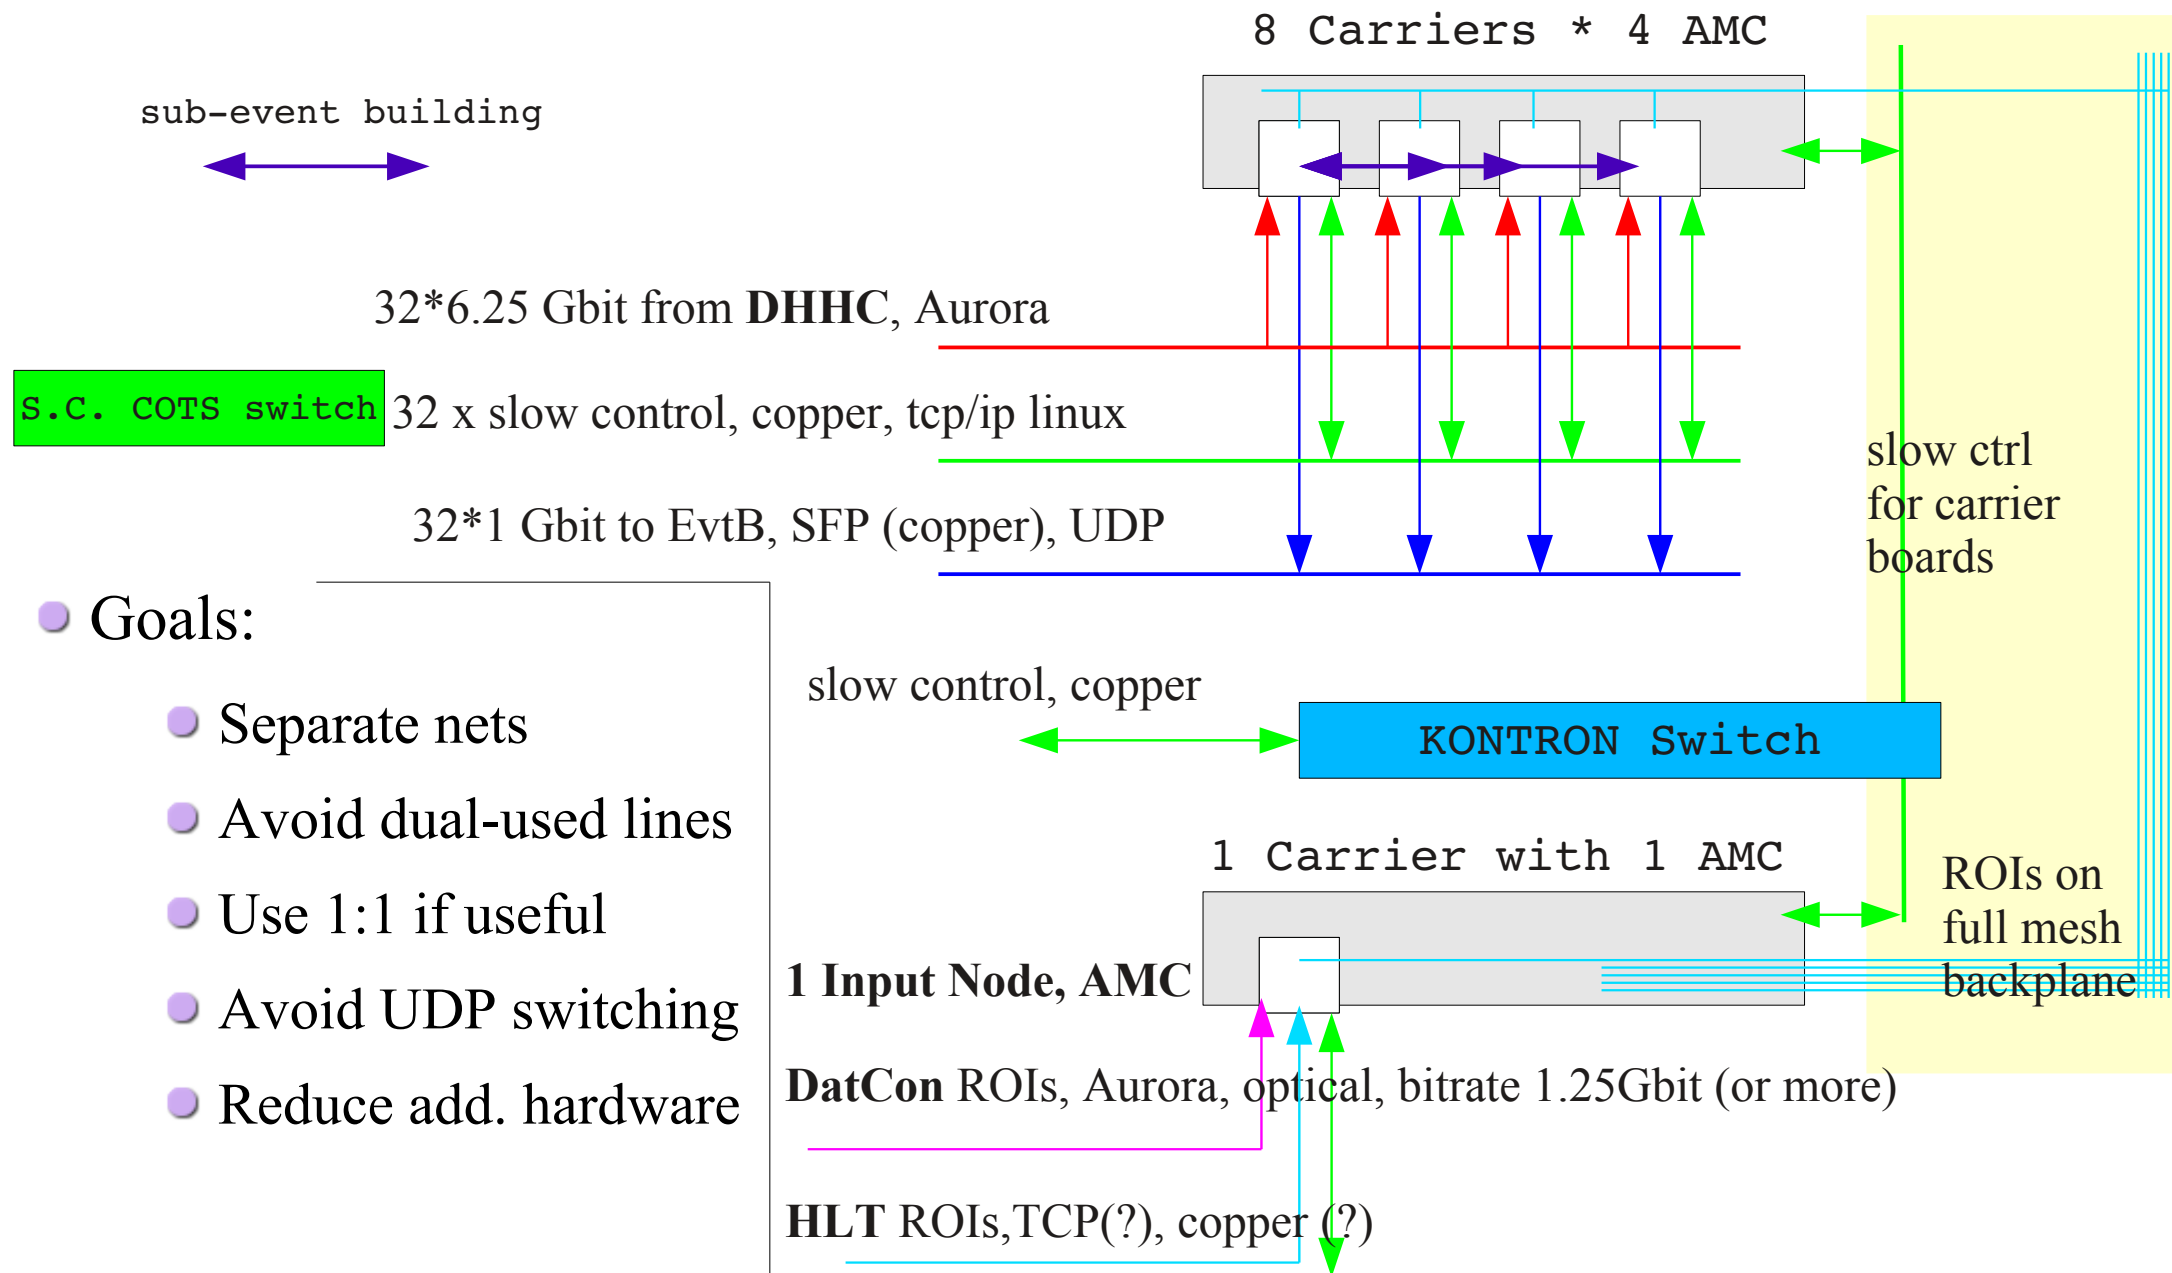 8 Carriers * 4 AMC
sub-event building
32*6.25 Gbit from DHHC, Aurora
S.C. COTS switch
32 x slow control, copper, tcp/ip linux
slow ctrl
for carrier
boards
32*1 Gbit to EvtB, SFP (copper), UDP
Goals:
Separate nets
Avoid dual-used lines
Use 1:1 if useful
Avoid UDP switching
Reduce add. hardware
slow control, copper
KONTRON Switch
1 Carrier with 1 AMC
ROIs on
full mesh
backplane
1 Input Node, AMC
DatCon ROIs, Aurora, optical, bitrate 1.25Gbit (or more)
HLT ROIs,TCP(?), copper (?)